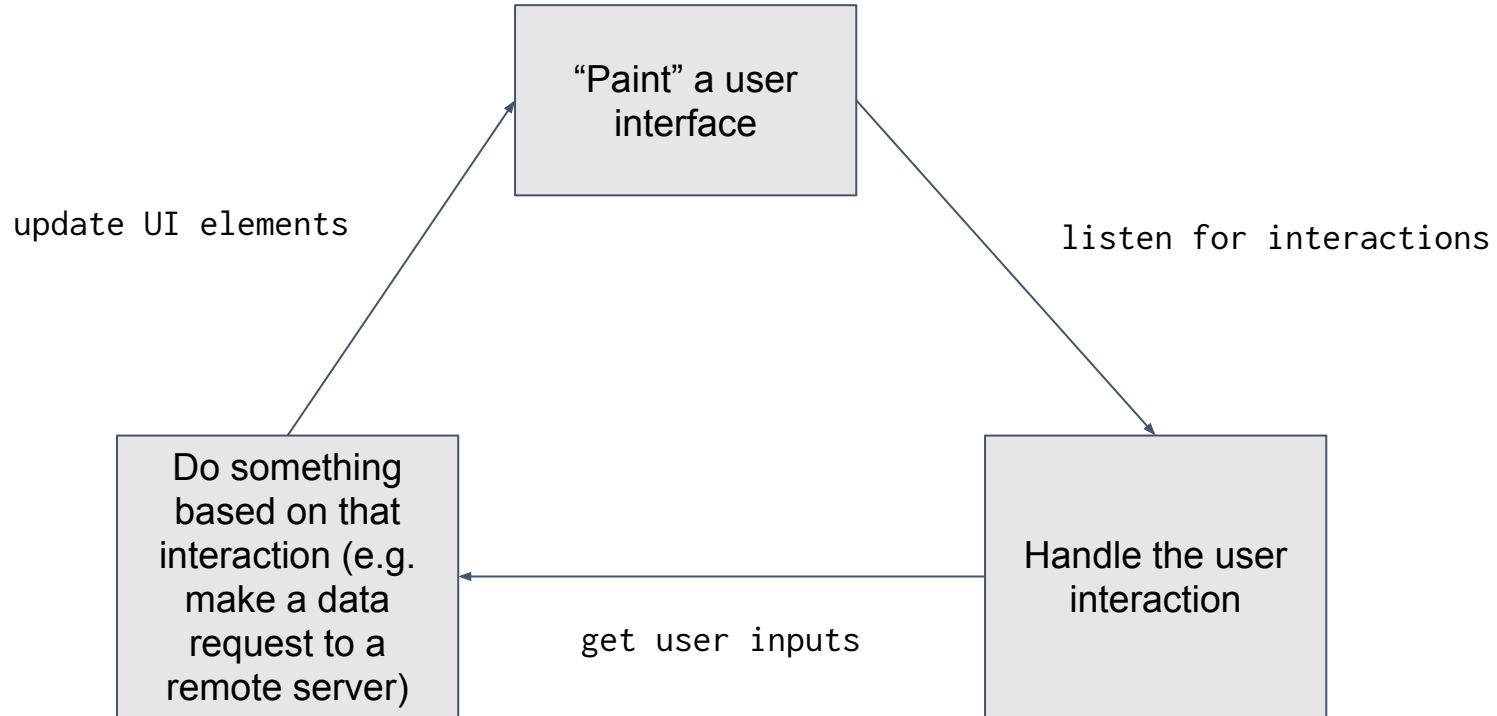 “Paint” a user
interface
update UI elements
listen for interactions
Do something
based on that
interaction (e.g.
make a data
request to a
remote server)
Handle the user
interaction
get user inputs